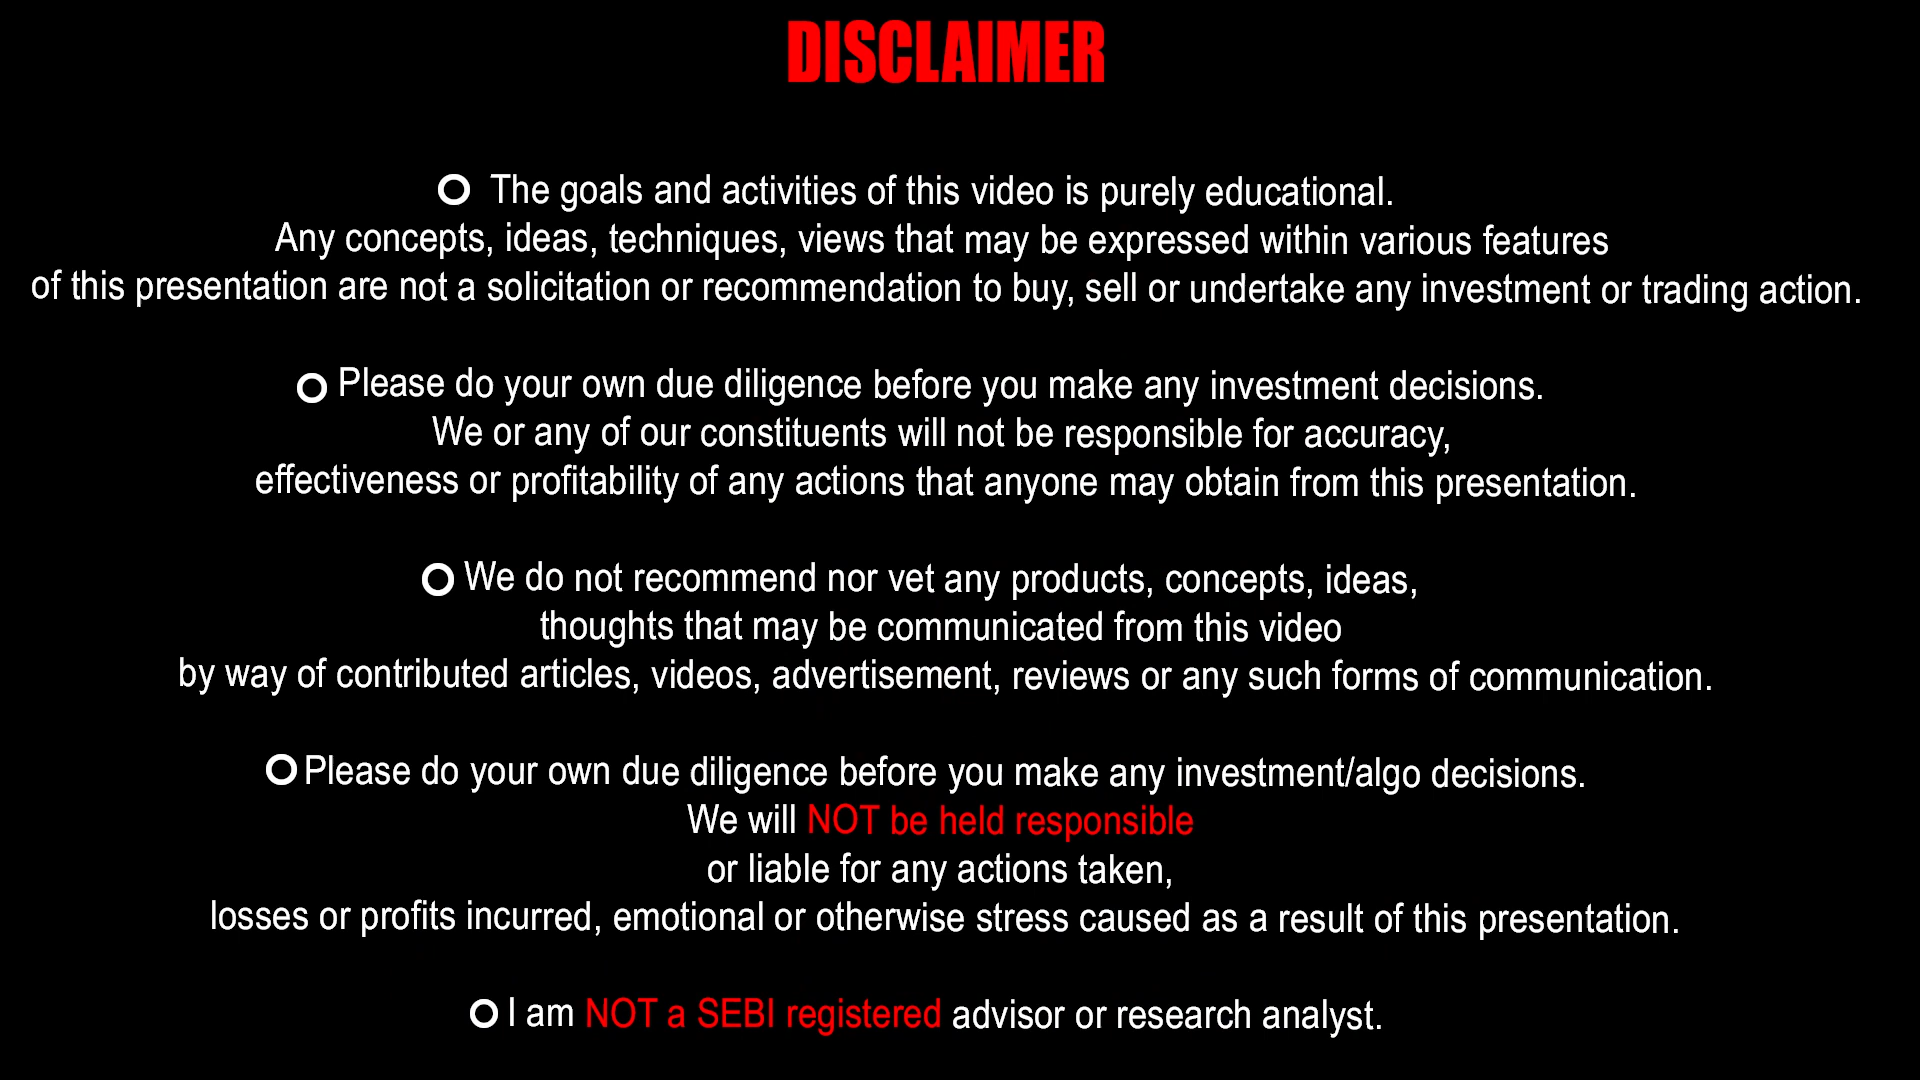 DISCLAIMER
The goals and activities of this video is purely educational.
Any concepts, ideas, techniques, views that may be expressed within various features
of this presentation are not a solicitation or recommendation to buy, sell or undertake any investment or trading action.
Please do your own due diligence before you make any investment decisions.
We or any of our constituents will not be responsible for accuracy,
effectiveness or profitability of any actions that anyone may obtain from this presentation.
We do not recommend nor vet any products, concepts, ideas,
thoughts that may be communicated from this video
by way of contributed articles, videos, advertisement, reviews or any such forms of communication.
Please do your own due diligence before you make any investment/algo decisions.
We will NOT be held responsible
or liable for any actions taken,
losses or profits incurred, emotional or otherwise stress caused as a result of this presentation.
I am NOT a SEBI registered advisor or research analyst.